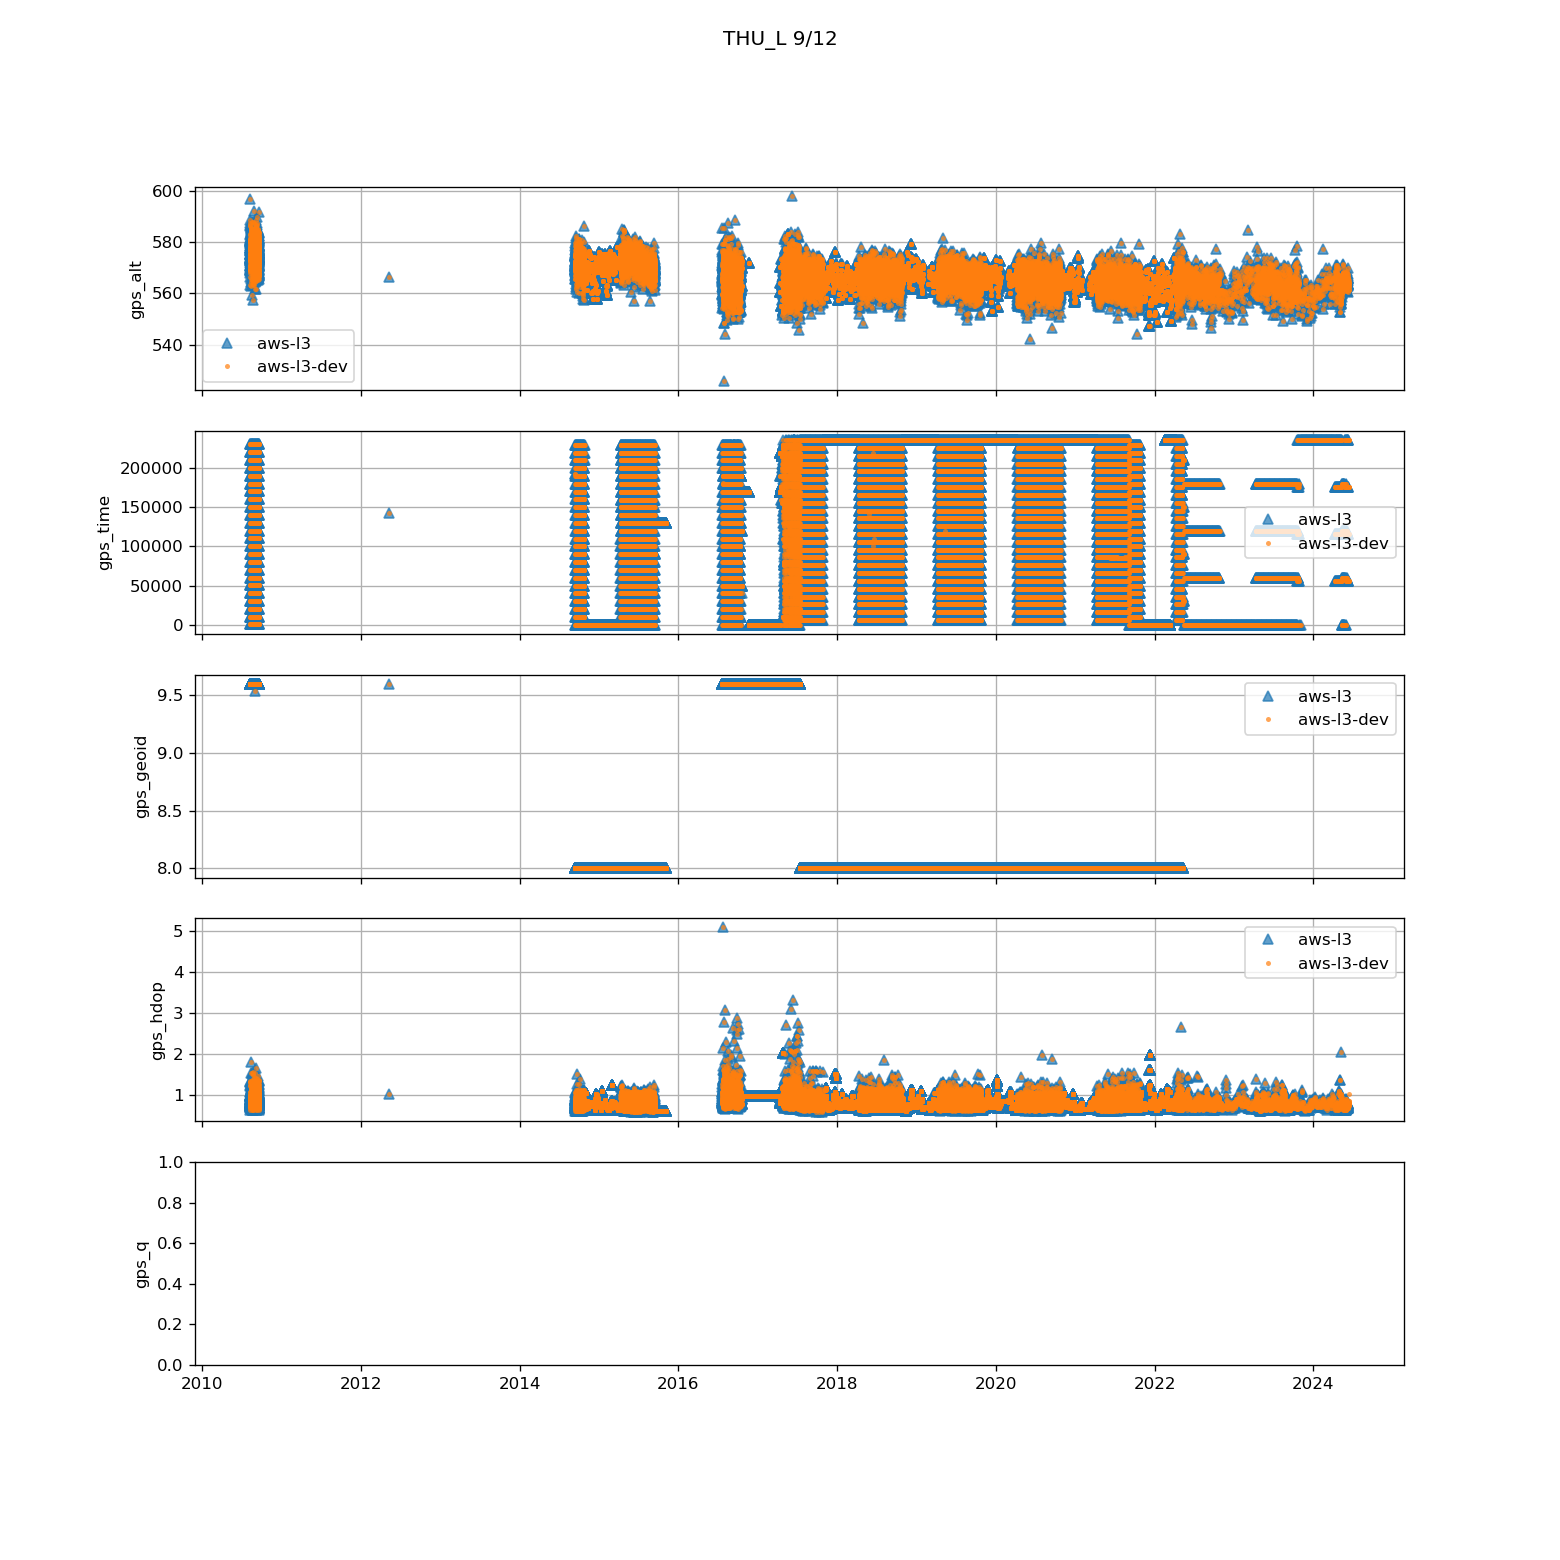 THU_L 9/12
600
580
560
540
gps_alt
aws-l3
aws-l3-dev
200000
150000
100000
50000
0
gps_time
aws-l3
aws-l3-dev
9.5
9.0
8.5
8.0
gps_geoid
aws-l3
aws-l3-dev
5
4
3
2
1
gps_hdop
aws-l3
aws-l3-dev
1.0
0.8
0.6
0.4
0.2
0.0
gps_q
2010 2012 2014 2016 2018 2020 2022 2024